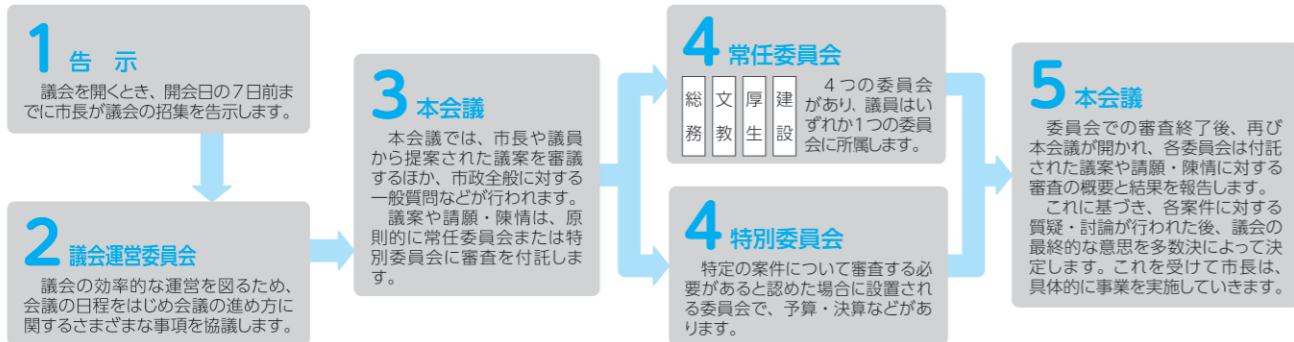 1 告 示
議会を開くとき、開会日の7日前ま
でに市長が議会の招集を告示します。
2 議会運営委員会
議会の効率的な運営を図るため、
会議の日程をはじめ会議の進め方に
関するさまざまな事項を協議します。
3 本会議
本会議では、市長や議員
から提案された議案を審議
するほか、市政全般に対する
一般質問などが行われます。
議案や請願・陳情は、原
則的に常任委員会または特
別委員会に審査を付託しま
す。
4 常任委員会
総務
文教
厚生
建設
4つの委員会
があり、議員はい
ずれか1つの委員
会に所属します。
4 特別委員会
特定の案件について審査する必
要があると認めた場合に設置され
る委員会で、予算・決算などがあ
ります。
5 本会議
委員会での審査終了後、再び
本会議が開かれ、各委員会は付託
された議案や請願・陳情に対する
審査の概要と結果を報告します。
これに基づき、各案件に対する
質疑・討論が行われた後、議会の
最終的な意思を多数決によって決
定します。これを受けて市長は、
具体的に事業を実施していきます。